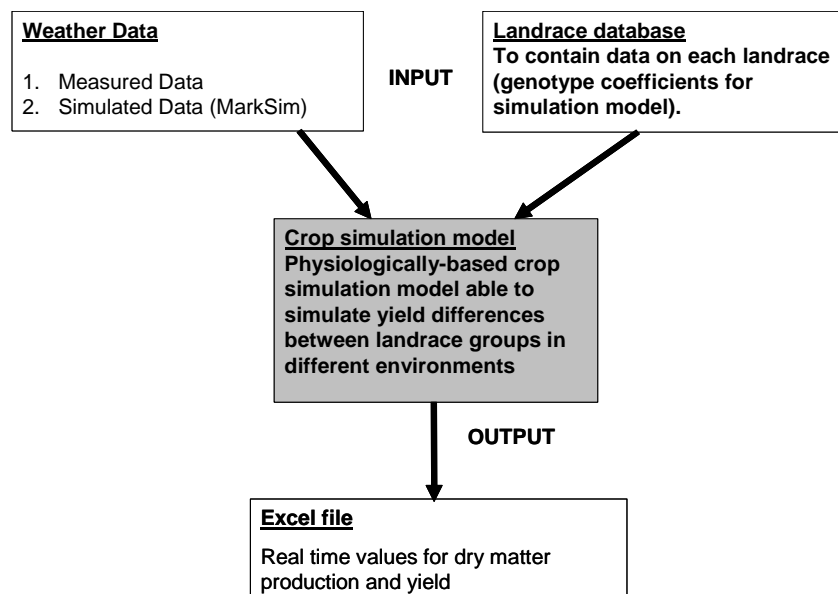 Weather Data
1. Measured Data
2. Simulated Data (MarkSim)
INPUT
Landrace database
To contain data on each landrace
(genotype coefficients for
simulation model).
Crop simulation model
Physiologically-based crop
simulation model able to
simulate yield differences
between landrace groups in
different environments
OUTPUT
Excel file
Real time values for dry matter
production and yield